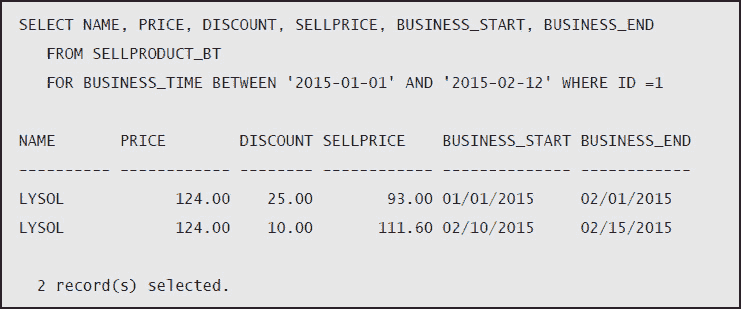 SELECT NAME, PRICE, DISCOUNT, SELLPRICE, BUSINESS_START, BUSINESS_END
   FROM SELLPRODUCT_BT
   FOR BUSINESS_TIME BETWEEN '2015-01-01' AND '2015-02-12' WHERE ID =1

NAME       PRICE        DISCOUNT SELLPRICE    BUSINESS_START BUSINESS_END
---------- ------------ -------- ------------ -------------- ------------
LYSOL            124.00    25.00        93.00 01/01/2015     02/01/2015
LYSOL            124.00    10.00       111.60 02/10/2015     02/15/2015

  2 record(s) selected.